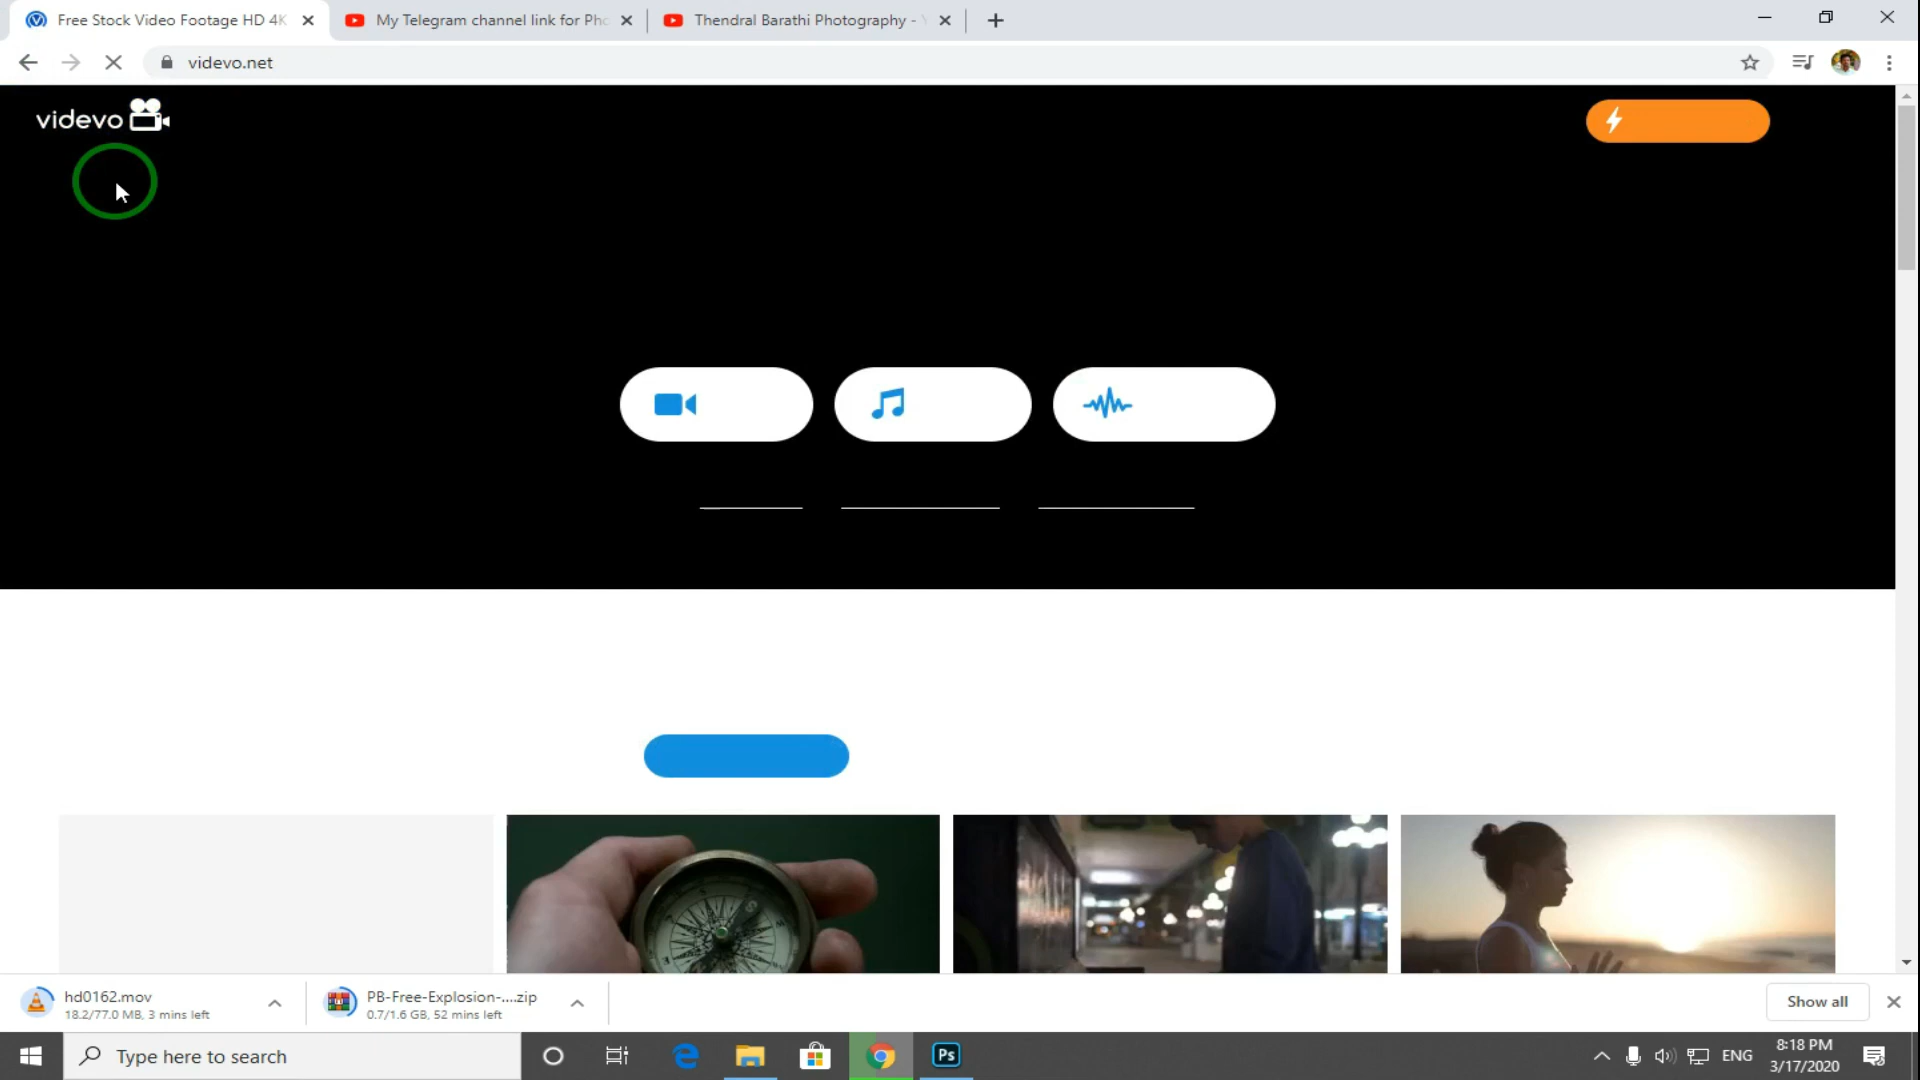 Free Stock Video Footage HD 4K
My Telegram channel link for Pho
Thendral Barathi Photography -
videvo.net
videvo
hd0162.mov
18.2/77.0 MB, 3 mins left
PB-Free-Explosion-....zip
0.7/1.6 GB, 52 mins left
Show all
Type here to search
Ps
ENG
8:18 PM
3/17/2020